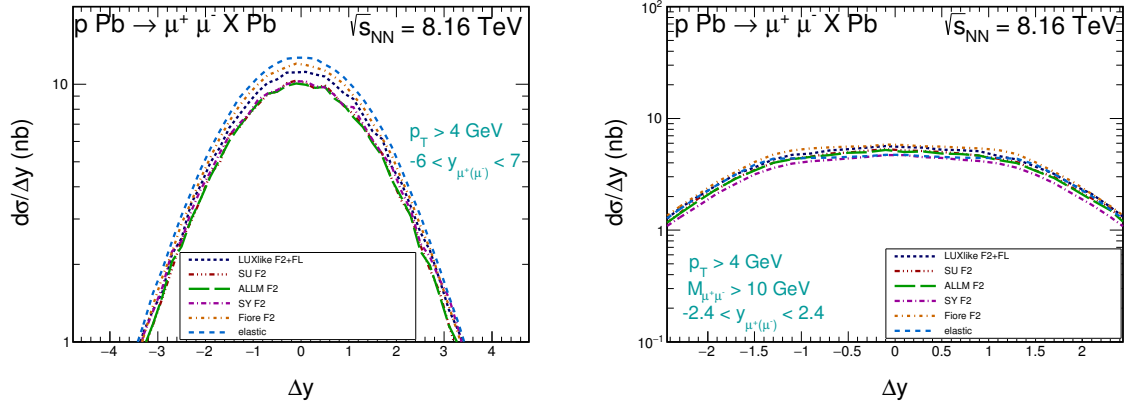 p Pb → μ⁺ μ⁻ X Pb √s_NN = 8.16 TeV
dσ/Δy (nb)
10
1
p_T > 4 GeV
-6 < y_μ⁺(μ⁻) < 7
LUXlike F2+FL
SU F2
ALLM F2
SY F2
Fiore F2
elastic
−4 −3 −2 −1 0 1 2 3 4
Δy
p Pb → μ⁺ μ⁻ X Pb √s_NN = 8.16 TeV
dσ/Δy (nb)
10²
10
1
10⁻¹
p_T > 4 GeV
M_μ⁺μ⁻ > 10 GeV
-2.4 < y_μ⁺(μ⁻) < 2.4
LUXlike F2+FL
SU F2
ALLM F2
SY F2
Fiore F2
elastic
−2 −1.5 −1 −0.5 0 0.5 1 1.5 2
Δy